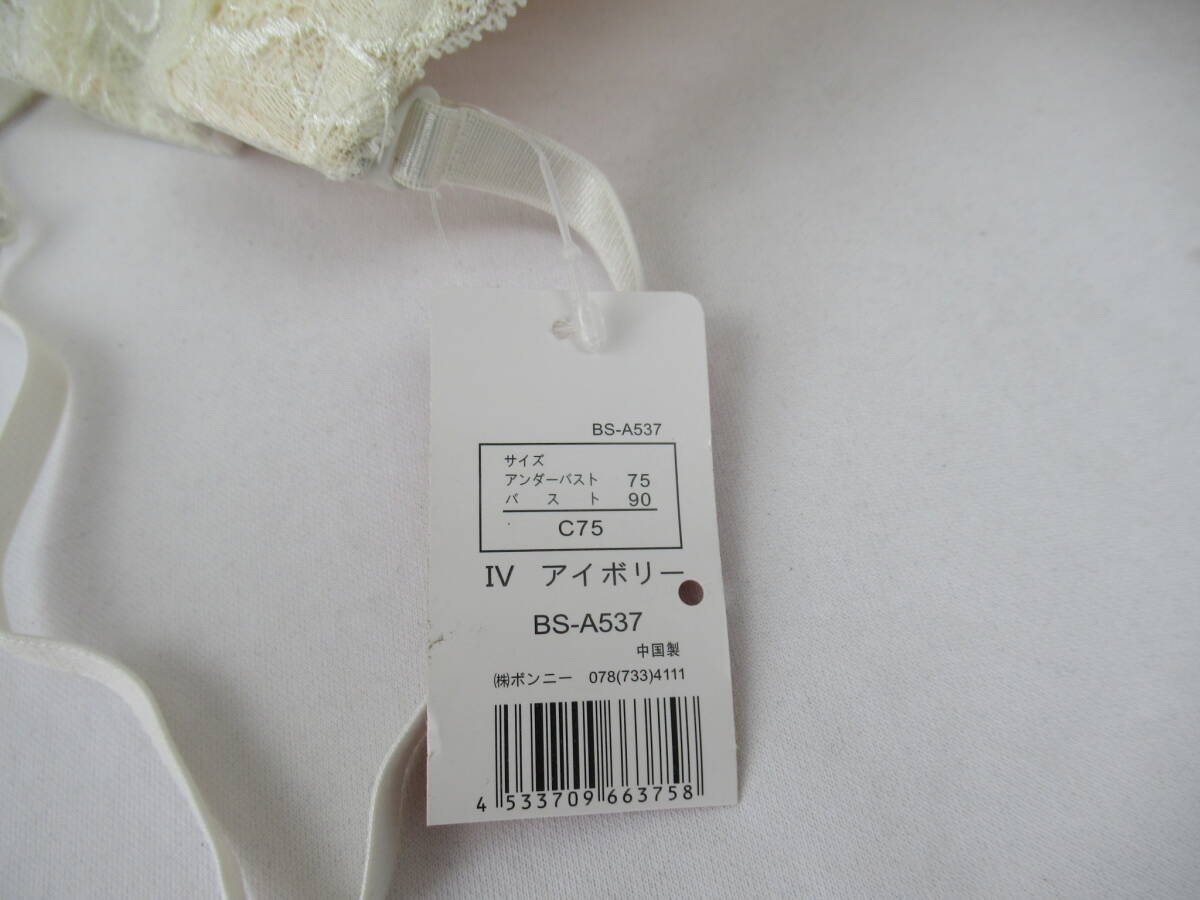 BS-A537
サイズ
アンダーバスト 75
バスト 90
C75
IV アイボリー
BS-A537
中国製
㈱ボンニー 078(733)4111
4 533709 663758